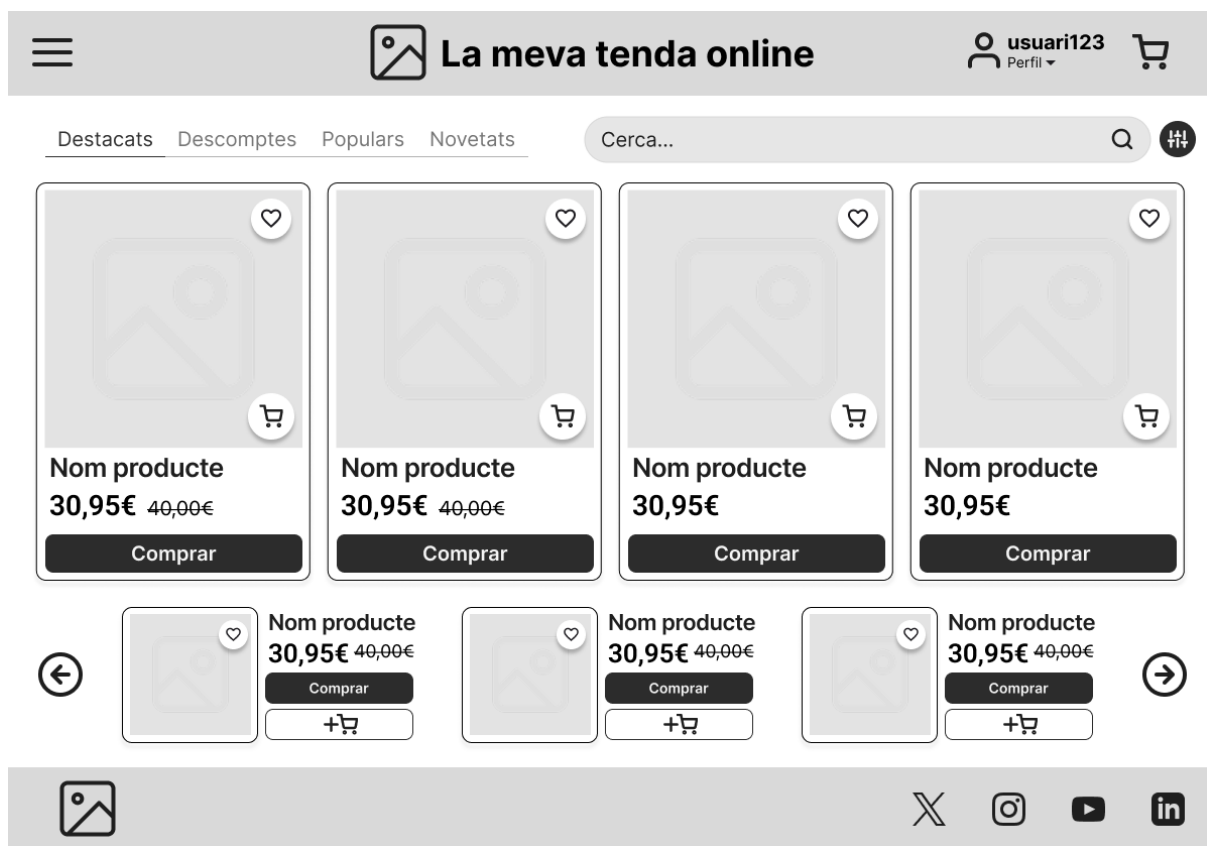 La meva tenda online
usuari123
Perfil
Destacats Descomptes Populars Novetats
Cerca...
Nom producte
30,95€ 40,00€
Comprar
Nom producte
30,95€ 40,00€
Comprar
Nom producte
30,95€
Comprar
Nom producte
30,95€
Comprar
Nom producte
30,95€ 40,00€
Comprar
+
Nom producte
30,95€ 40,00€
Comprar
+
Nom producte
30,95€ 40,00€
Comprar
+
in